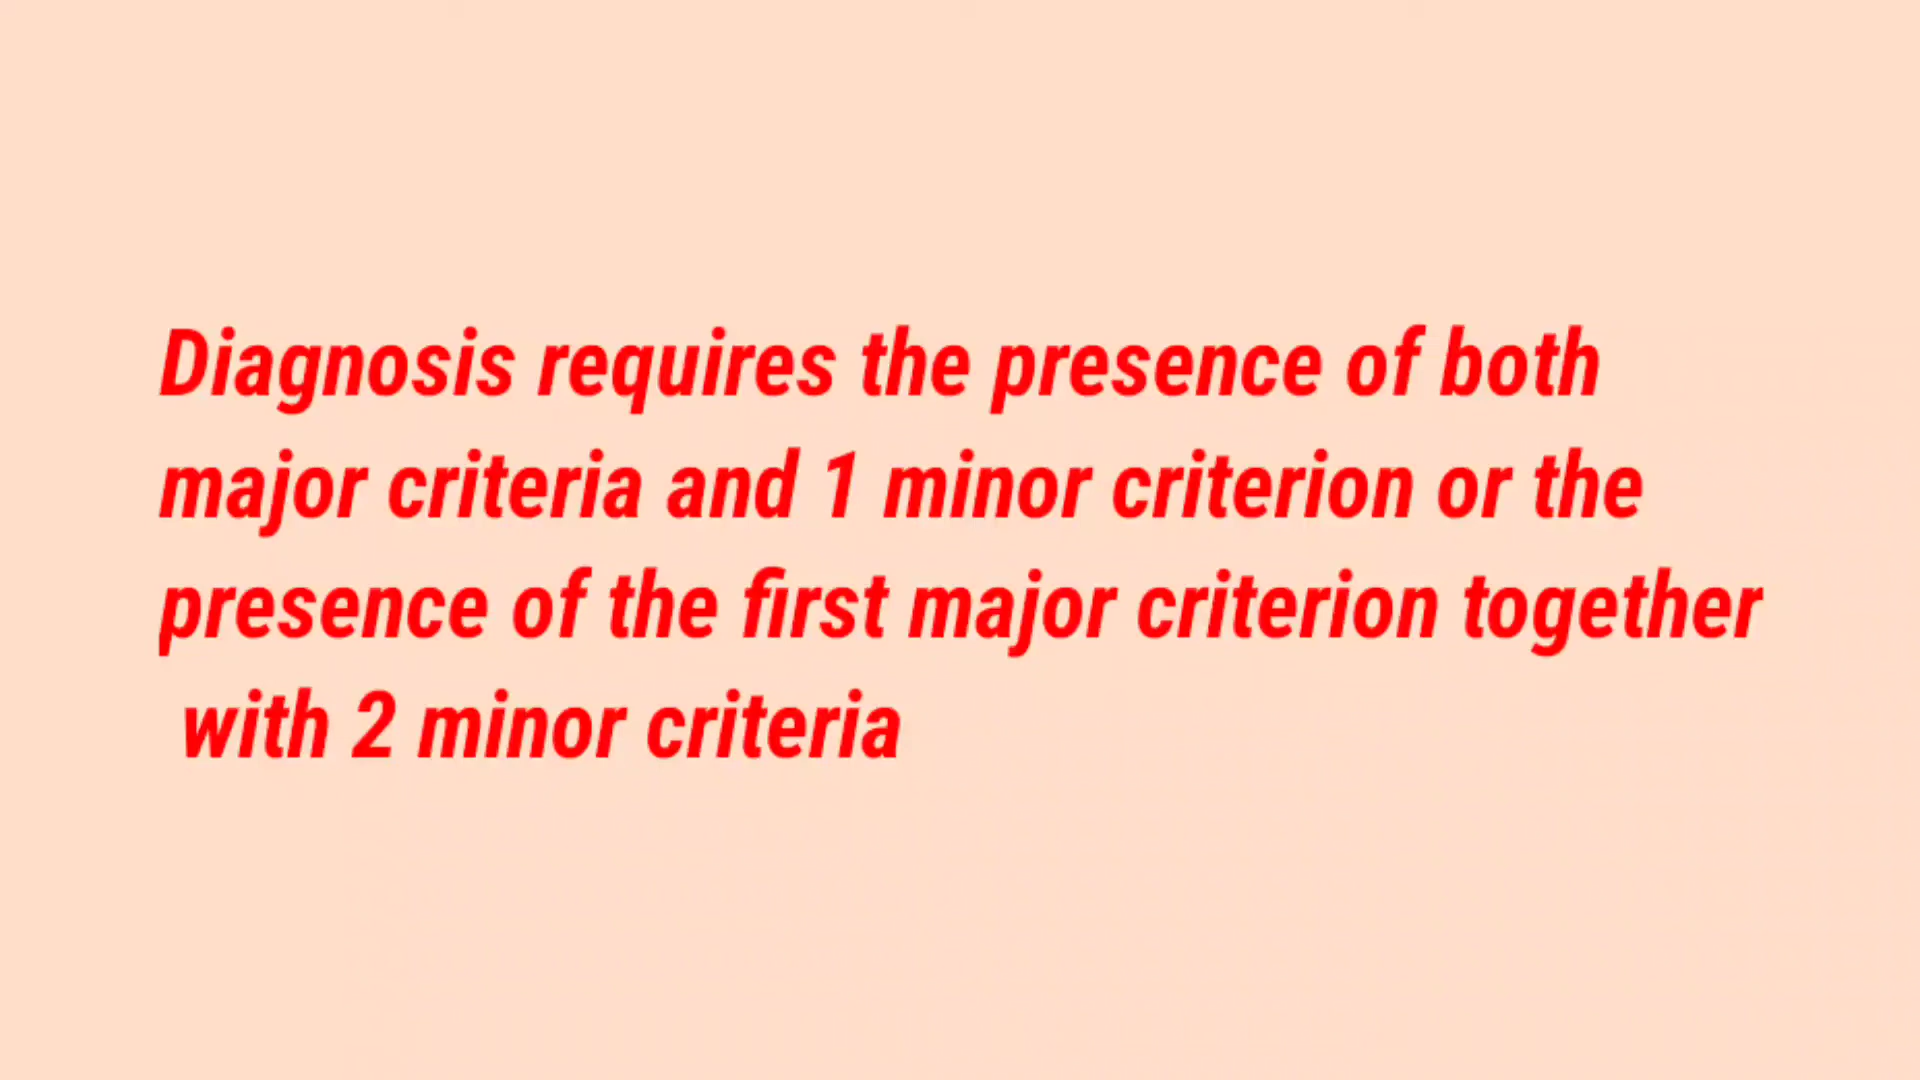 Diagnosis requires the presence of both
major criteria and 1 minor criterion or the
presence of the first major criterion together
with 2 minor criteria